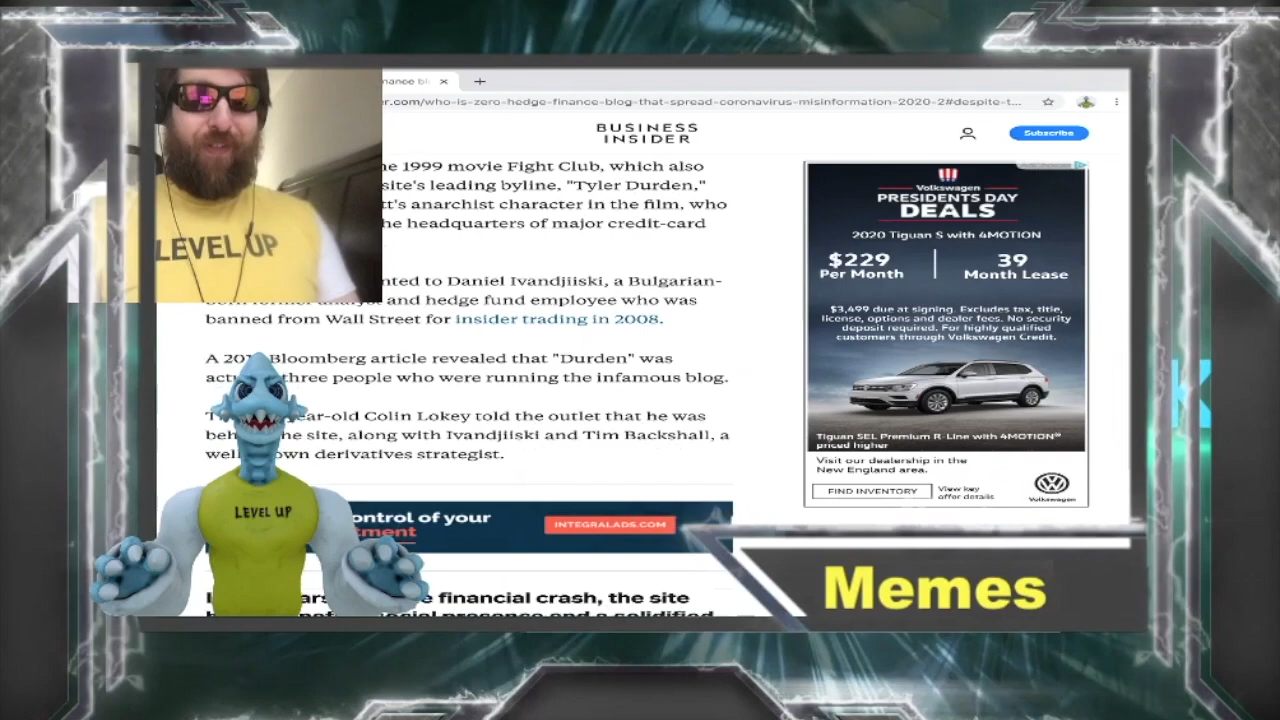 nance bl
r.com/who-is-zero-hedge-finance-blog-that-spread-coronavirus-misinformation-2020-2#despite-t...
BUSINESS
INSIDER
Subscribe
LEVEL UP
e 1999 movie Fight Club, which also
site's leading byline, "Tyler Durden,"
tt's anarchist character in the film, who
he headquarters of major credit-card
nted to Daniel Ivandjiiski, a Bulgarian-
and hedge fund employee who was
banned from Wall Street for insider trading in 2008.
A 201 Bloomberg article revealed that "Durden" was
three people who were running the infamous blog.
ear-old Colin Lokey told the outlet that he was
he site, along with Ivandjiiski and Tim Backshall, a
own derivatives strategist.
LEVEL UP
ontrol of your
tment
INTEGRALADS.COM
financial crash, the site
Volkswagen
PRESIDENTS DAY
DEALS
2020 Tiguan S with 4MOTION
$229
Per Month
39
Month Lease
$3,499 due at signing. Excludes tax, title,
license, options and dealer fees. No security
deposit required. For highly qualified
customers through Volkswagen Credit.
Tiguan SEL Premium R-Line with 4MOTION®
priced higher
Visit our dealership in the
New England area.
FIND INVENTORY
View key
offer details
Volkswagen
Memes
K